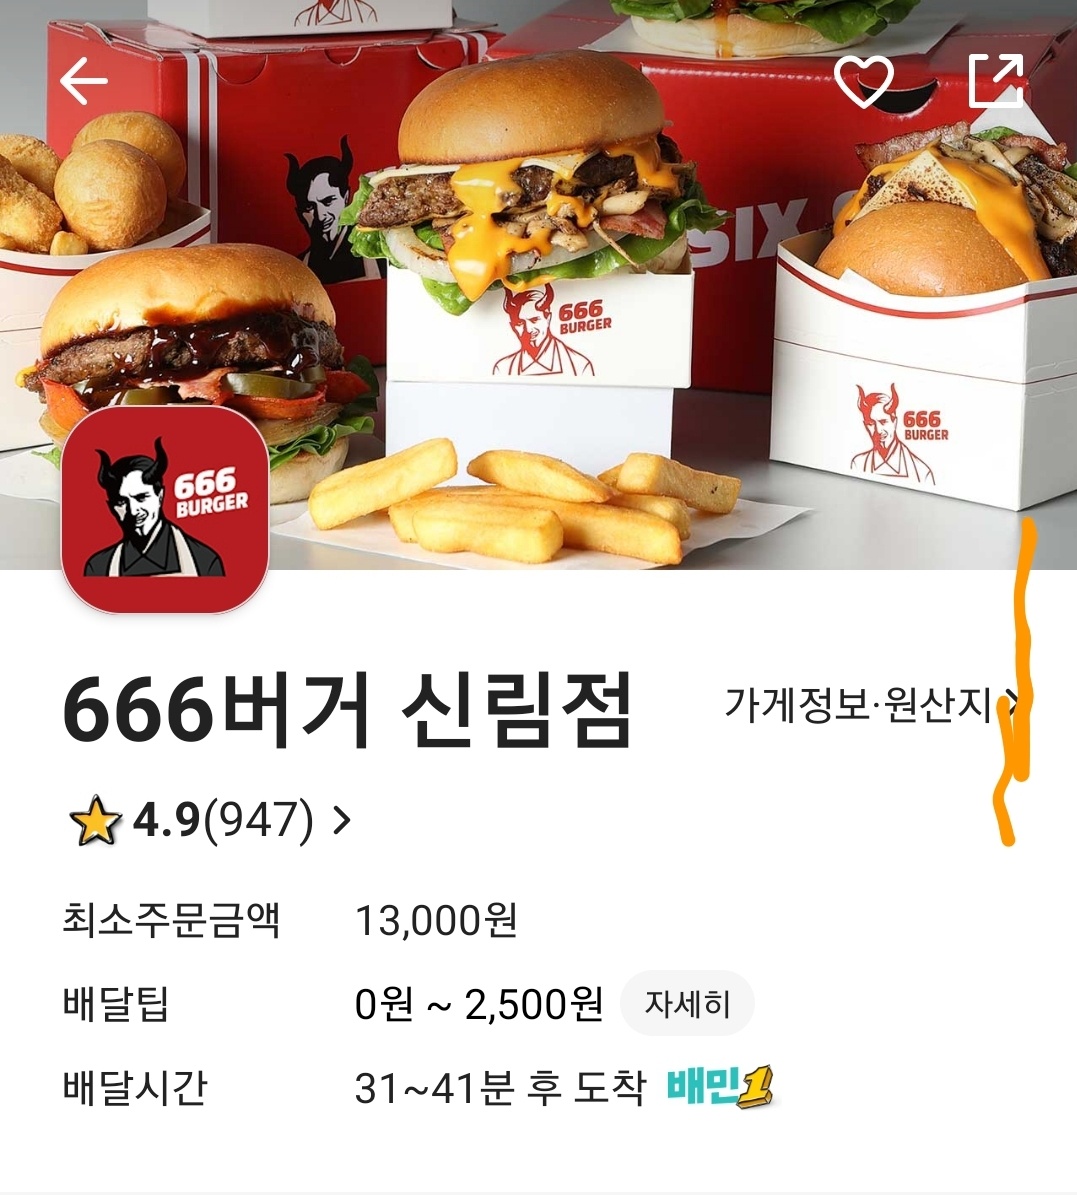 SIX
666
BURGER
666
BURGER
666
BURGER
666버거 신림점
가게정보·원산지
4.9(947)
최소주문금액 13,000원
배달팁 0원 ~ 2,500원 자세히
배달시간 31~41분 후 도착 배민1